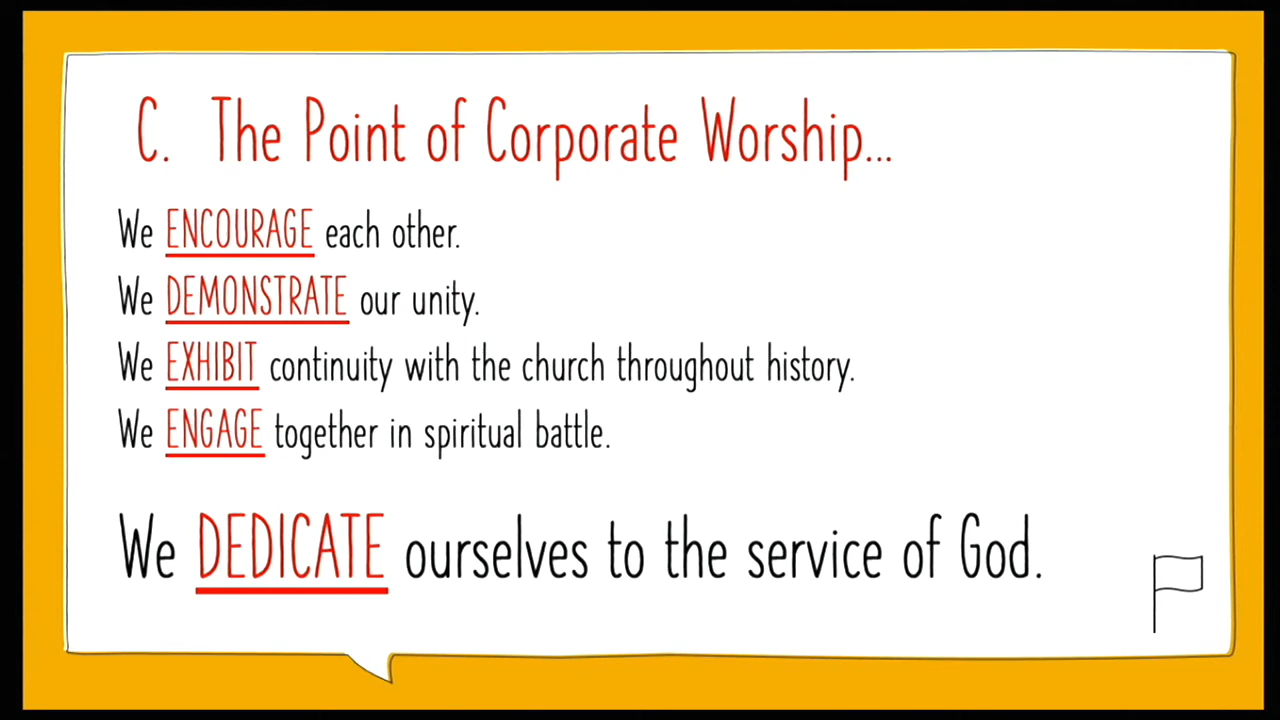 C. The Point of Corporate Worship...
We ENCOURAGE each other.
We DEMONSTRATE our unity.
We EXHIBIT continuity with the church throughout history.
We ENGAGE together in spiritual battle.
We DEDICATE ourselves to the service of God.